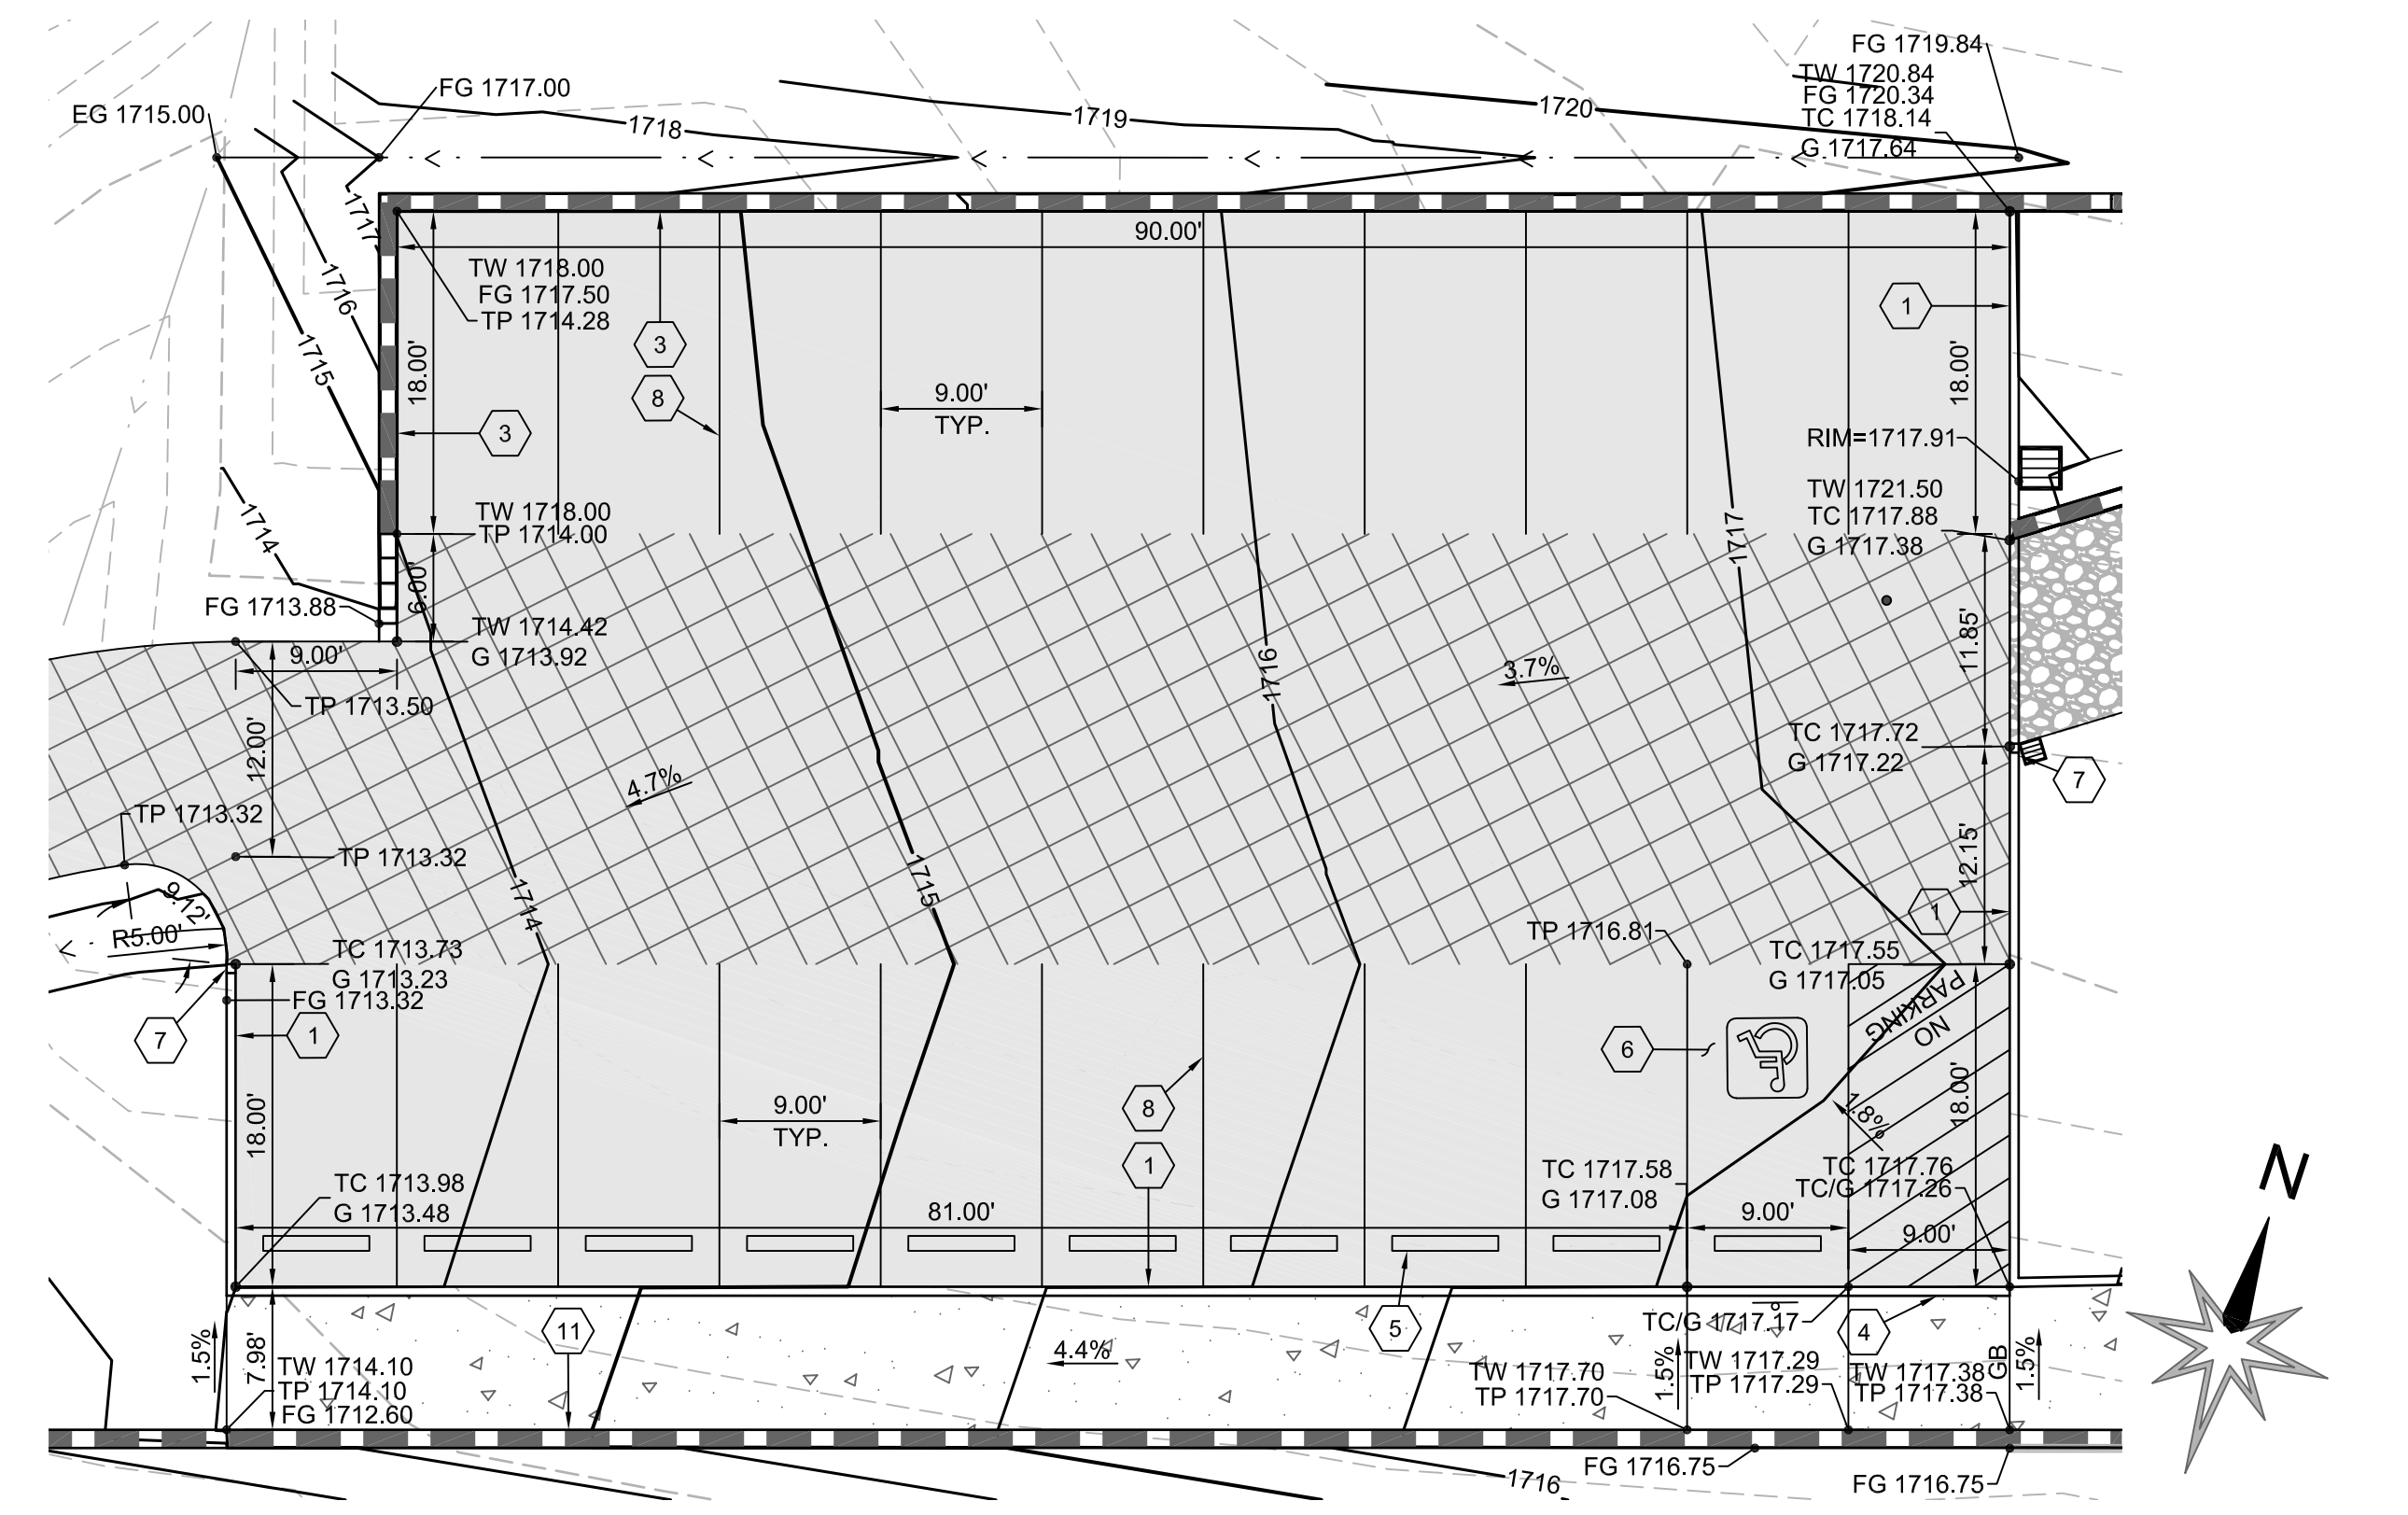 FG 1719.84
TW 1720.84
FG 1720.34
TC 1718.14
G 1717.64
EG 1715.00
FG 1717.00
1718
1719
1720
1717
1716
1715
1714
90.00'
TW 1718.00
FG 1717.50
TP 1714.28
18.00'
3
8
3
9.00'
TYP.
1
18.00'
RIM=1717.91
TW 1721.50
TC 1717.88
G 1717.38
TW 1718.00
TP 1714.00
6.00'
FG 1713.88
TW 1714.42
G 1713.92
9.00'
TP 1713.50
12.00'
1717
1716
3.7%
4.7%
11.85'
TC 1717.72
G 1717.22
7
TP 1713.32
TP 1713.32
9.12'
R5.00'
1714
1715
12.15'
1
TP 1716.81
TC 1717.55
G 1717.05
TC 1713.73
G 1713.23
FG 1713.32
7
1
NO
PARKING
6
18.00'
8
1
9.00'
TYP.
18.00'
1.8%
TC 1713.98
G 1713.48
81.00'
TC 1717.58
G 1717.08
TC 1717.76
TC/G 1717.26
9.00'
9.00'
N
11
5
4
TC/G 1717.17
4.4%
1.5%
7.98'
TW 1714.10
TP 1714.10
FG 1712.60
TW 1717.70
TP 1717.70
1.5%
TW 1717.29
TP 1717.29
TW 1717.38
TP 1717.38
GB
1.5%
1716
FG 1716.75
FG 1716.75